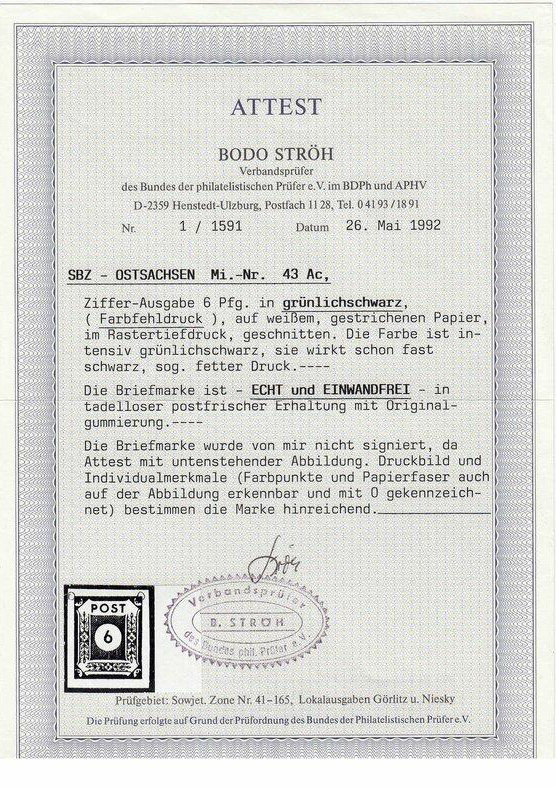 ATTEST
BODO STRÖH
Verbandsprüfer
des Bundes der philatelistischen Prüfer e.V. im BDPh und APHV
D-2359 Henstedt-Ulzburg, Postfach 11 28, Tel. 0 41 93 / 18 91
Nr. 1 / 1591 Datum 26. Mai 1992
SBZ - OSTSACHSEN Mi.-Nr. 43 Ac,
Ziffer-Ausgabe 6 Pfg. in grünlichschwarz,
( Farbfehldruck ), auf weißem, gestrichenen Papier,
im Rastertiefdruck, geschnitten. Die Farbe ist in-
tensiv grünlichschwarz, sie wirkt schon fast
schwarz, sog. fetter Druck.----
Die Briefmarke ist - ECHT und EINWANDFREI - in
tadelloser postfrischer Erhaltung mit Original-
gummierung.----
Die Briefmarke wurde von mir nicht signiert, da
Attest mit untenstehender Abbildung. Druckbild und
Individualmerkmale (Farbpunkte und Papierfaser auch
auf der Abbildung erkennbar und mit O gekennzeich-
net) bestimmen die Marke hinreichend.
Ströh
POST
6
Verbandsprüfer
B. STRÖH
des Bundes phil. Prüfer e.V.
Prüfgebiet: Sowjet. Zone Nr. 41-165, Lokalausgaben Görlitz u. Niesky
Die Prüfung erfolgte auf Grund der Prüfordnung des Bundes der Philatelistischen Prüfer e.V.